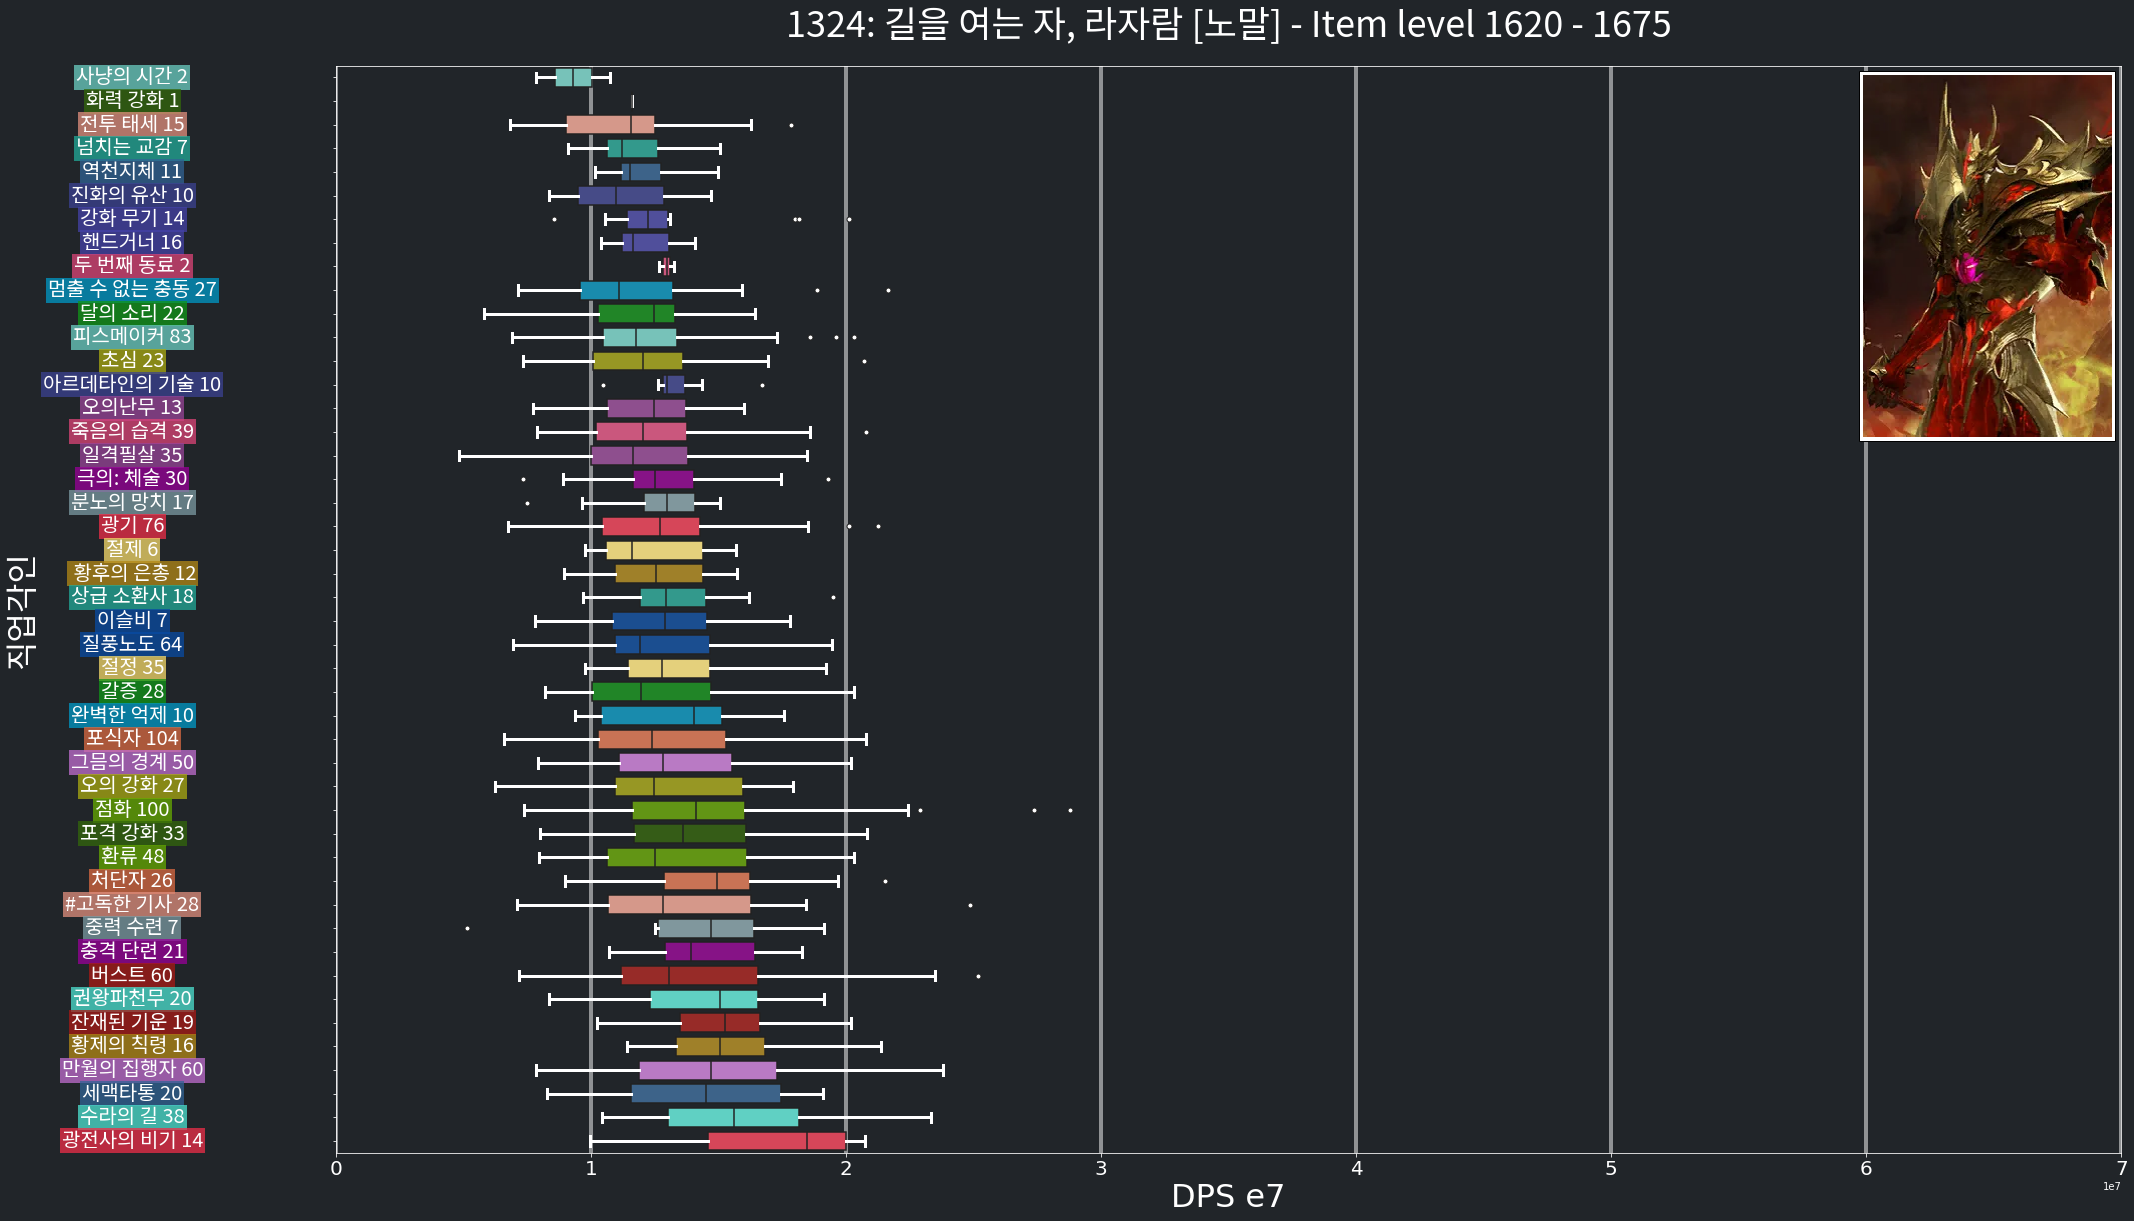 1324: 길을 여는 자, 라자람 [노말] - Item level 1620 - 1675
사냥의 시간 2
화력 강화 1
전투 태세 15
넘치는 교감 7
역천지체 11
진화의 유산 10
강화 무기 14
핸드거너 16
두 번째 동료 2
멈출 수 없는 충동 27
달의 소리 22
피스메이커 83
초심 23
아르데타인의 기술 10
오의난무 13
죽음의 습격 39
일격필살 35
극의: 체술 30
분노의 망치 17
광기 76
절제 6
황후의 은총 12
상급 소환사 18
이슬비 7
질풍노도 64
절정 35
갈증 28
완벽한 억제 10
포식자 104
그믐의 경계 50
오의 강화 27
점화 100
포격 강화 33
환류 48
처단자 26
#고독한 기사 28
중력 수련 7
충격 단련 21
버스트 60
권왕파천무 20
잔재된 기운 19
황제의 칙령 16
만월의 집행자 60
세맥타통 20
수라의 길 38
광전사의 비기 14
직업각인
0 1 2 3 4 5 6 7
1e7
DPS e7